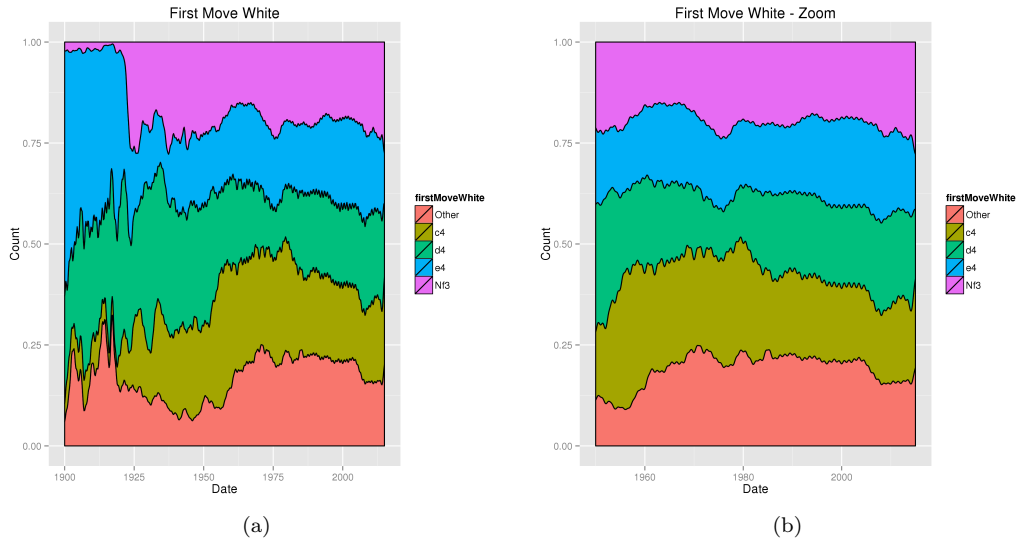 First Move White
Count
1.00
0.75
0.50
0.25
0.00
1900 1925 1950 1975 2000
Date
firstMoveWhite
Other
c4
d4
e4
Nf3
(a)
First Move White - Zoom
Count
1.00
0.75
0.50
0.25
0.00
1960 1980 2000
Date
firstMoveWhite
Other
c4
d4
e4
Nf3
(b)